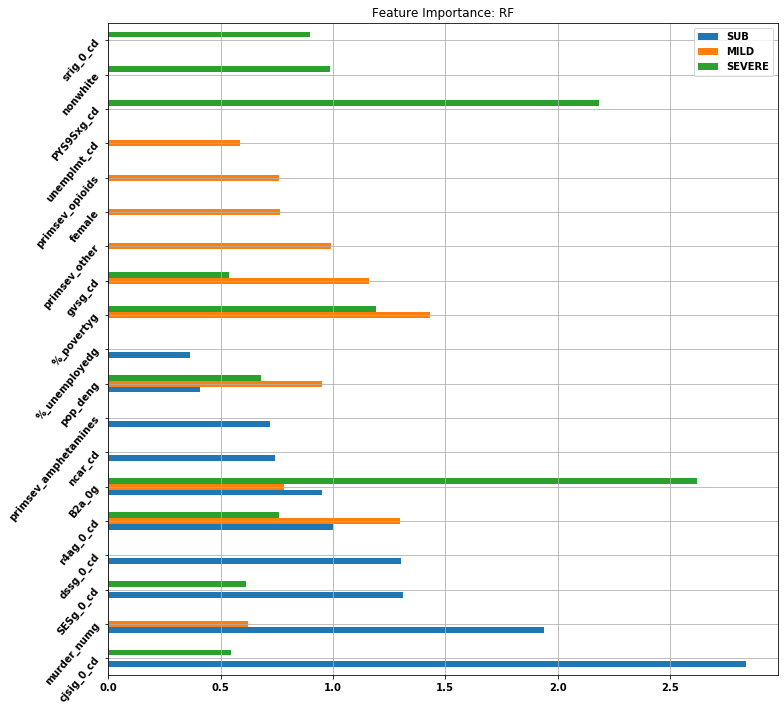 Feature Importance: RF
SUB
MILD
SEVERE
srig_0_cd
nonwhite
PYS9Sxg_cd
unemplmt_cd
primsev_opioids
female
primsev_other
gvsg_cd
%_povertyg
%_unemployedg
pop_deng
primsev_amphetamines
ncar_cd
B2a_0g
r4ag_0_cd
dssg_0_cd
SESg_0_cd
murder_numg
cjsig_0_cd
0.0 0.5 1.0 1.5 2.0 2.5